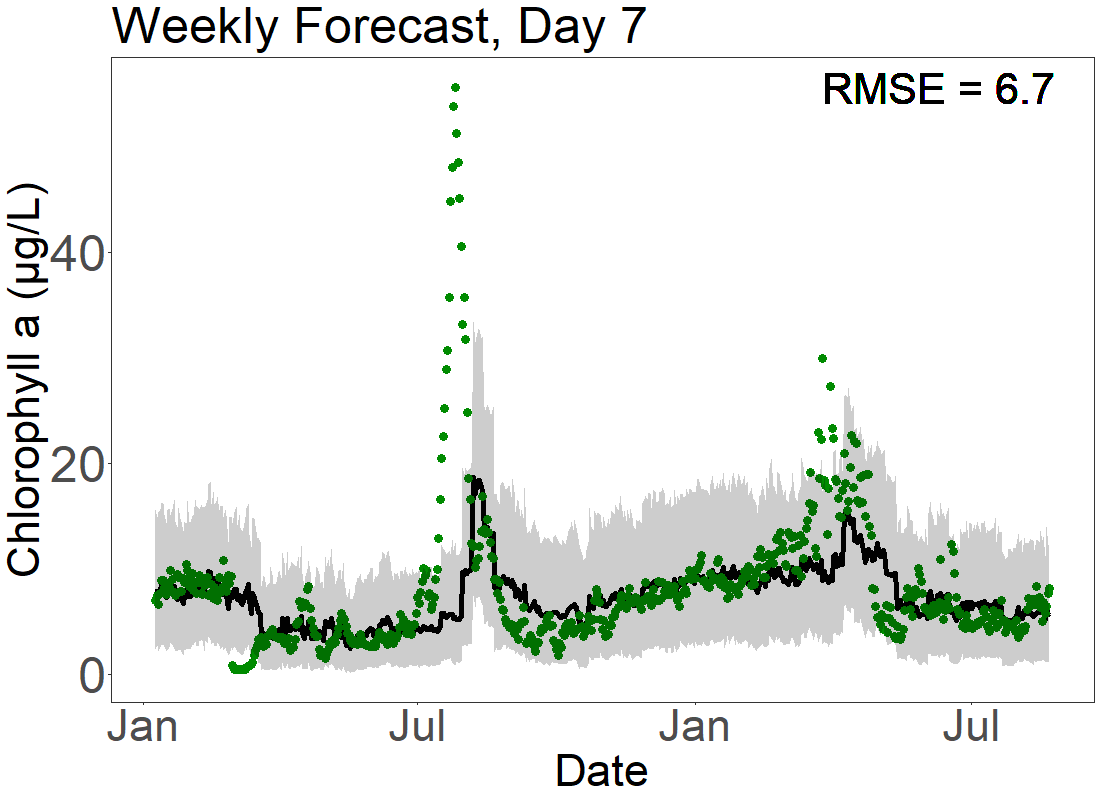 Weekly Forecast, Day 7
RMSE = 6.7
Chlorophyll a (μg/L)
40
20
0
Jan Jul Jan Jul
Date